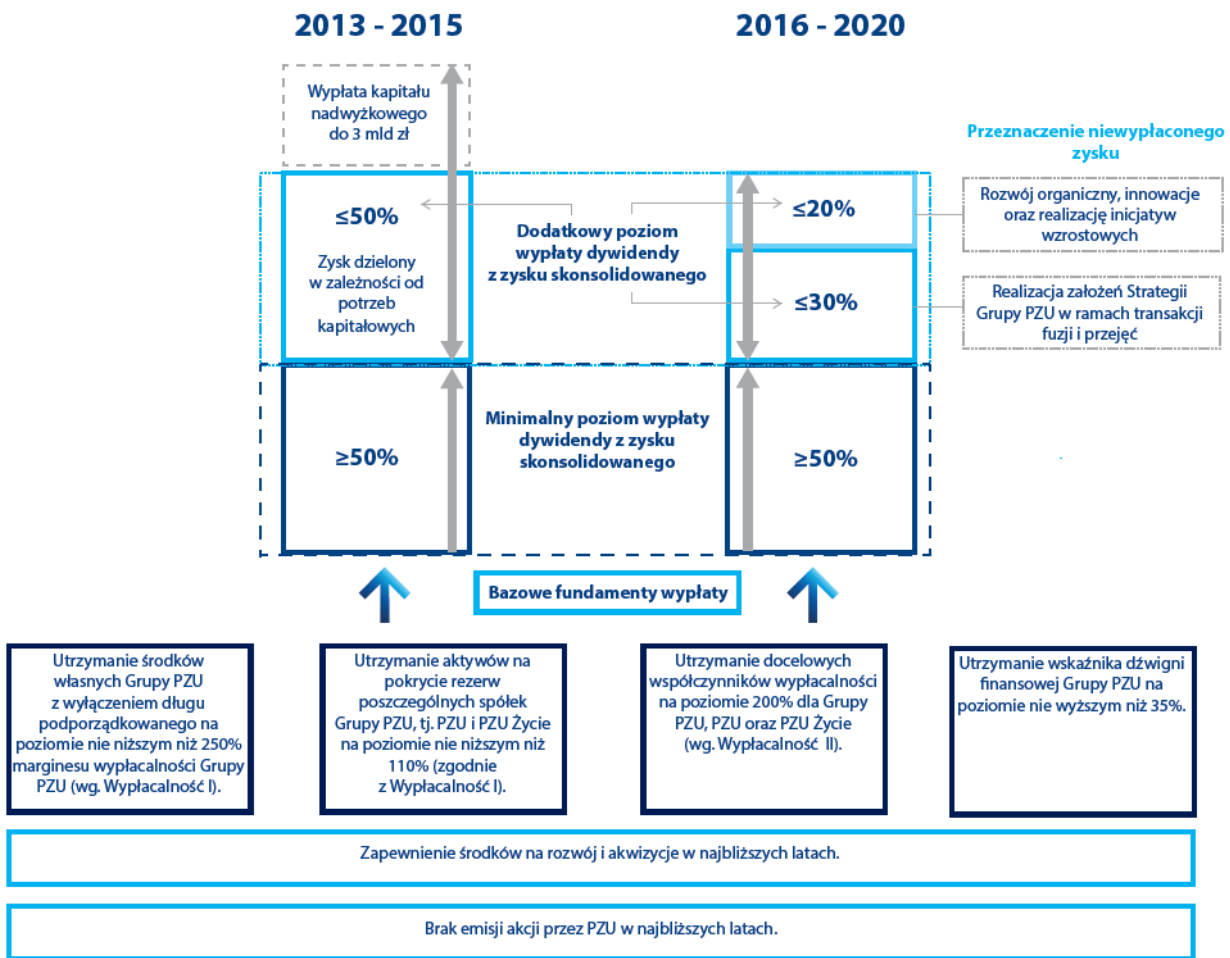 2013 - 2015
2016 - 2020
Wypłata kapitału
nadwyżkowego
do 3 mld zł
Przeznaczenie niewypłaconego
zysku
≤50%
Zysk dzielony
w zależności od
potrzeb
kapitałowych
Dodatkowy poziom
wypłaty dywidendy
z zysku skonsolidowanego
≤20%
≤30%
Rozwój organiczny, innowacje
oraz realizację inicjatyw
wzrostowych
Realizacja założeń Strategii
Grupy PZU w ramach transakcji
fuzji i przejęć
≥50%
Minimalny poziom wypłaty
dywidendy z zysku
skonsolidowanego
≥50%
Bazowe fundamenty wypłaty
Utrzymanie środków
własnych Grupy PZU
z wyłączeniem długu
podporządkowanego na
poziomie nie niższym niż 250%
marginesu wypłacalności Grupy
PZU (wg. Wypłacalność I).
Utrzymanie aktywów na
pokrycie rezerw
poszczególnych spółek
Grupy PZU, tj. PZU i PZU Życie
na poziomie nie niższym niż
110% (zgodnie
z Wypłacalność I).
Utrzymanie docelowych
współczynników wypłacalności
na poziomie 200% dla Grupy
PZU, PZU oraz PZU Życie
(wg. Wypłacalność II).
Utrzymanie wskaźnika dźwigni
finansowej Grupy PZU na
poziomie nie wyższym niż 35%.
Zapewnienie środków na rozwój i akwizycje w najbliższych latach.
Brak emisji akcji przez PZU w najbliższych latach.